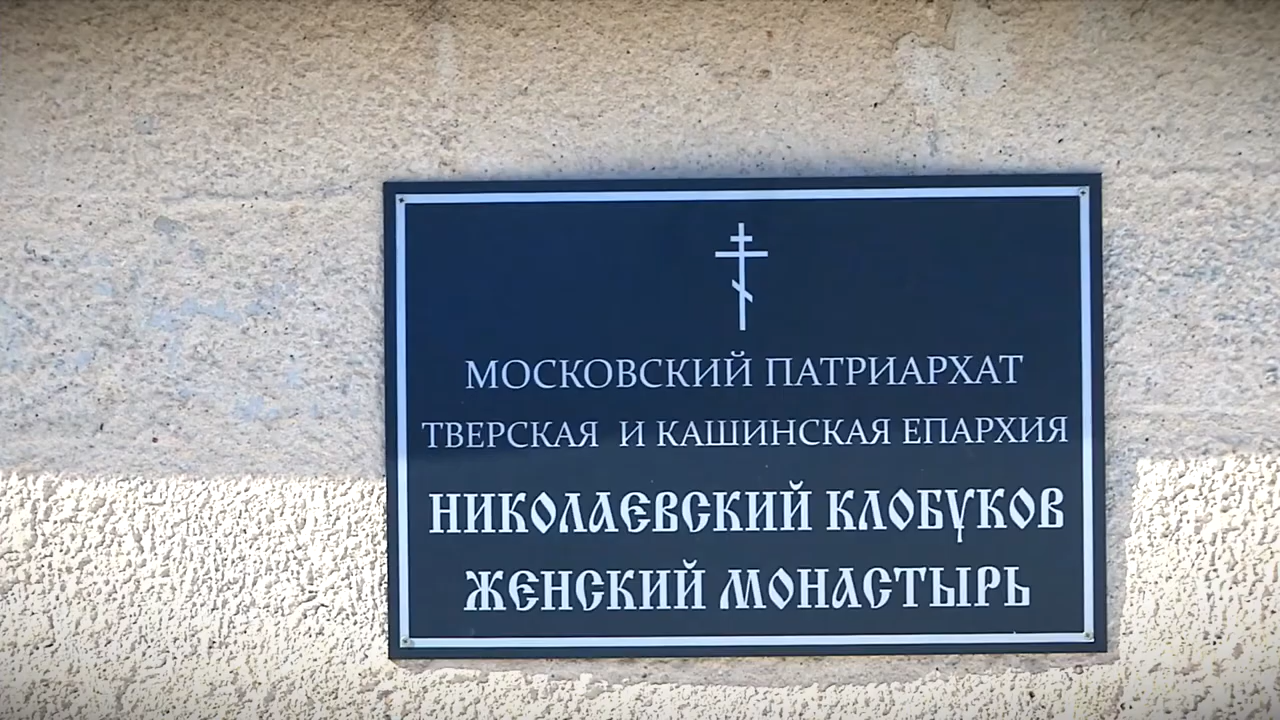 МОСКОВСКИЙ ПАТРИАРХАТ
ТВЕРСКАЯ И КАШИНСКАЯ ЕПАРХИЯ
НИКОЛАЕВСКИЙ КЛОБУКОВ
ЖЕНСКИЙ МОНАСТЫРЬ